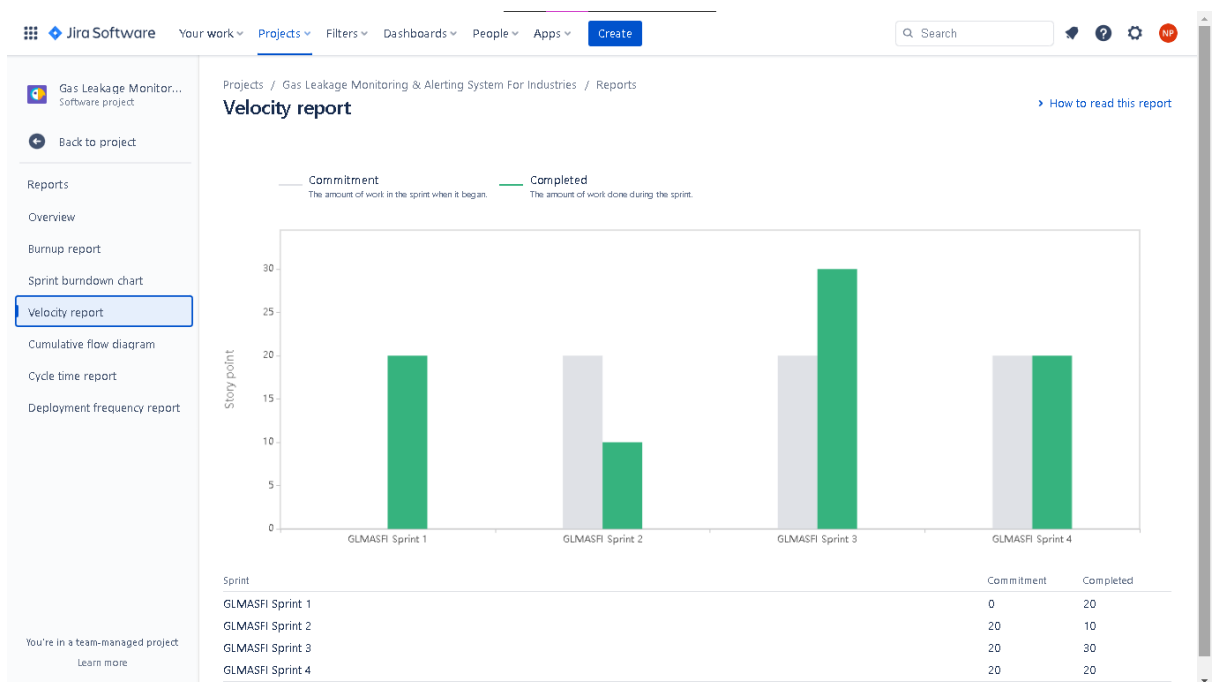 Jira Software Your work Projects Filters Dashboards People Apps Create Search NP
Gas Leakage Monitor...
Software project
Back to project
Reports
Overview
Burnup report
Sprint burndown chart
Velocity report
Cumulative flow diagram
Cycle time report
Deployment frequency report
You're in a team-managed project
Learn more
Projects / Gas Leakage Monitoring & Alerting System For Industries / Reports
Velocity report
How to read this report
Commitment
The amount of work in the sprint when it began.
Completed
The amount of work done during the sprint.
Story point
30
25
20
15
10
5
0
GLMASFI Sprint 1 GLMASFI Sprint 2 GLMASFI Sprint 3 GLMASFI Sprint 4
Sprint Commitment Completed
GLMASFI Sprint 1 0 20
GLMASFI Sprint 2 20 10
GLMASFI Sprint 3 20 30
GLMASFI Sprint 4 20 20